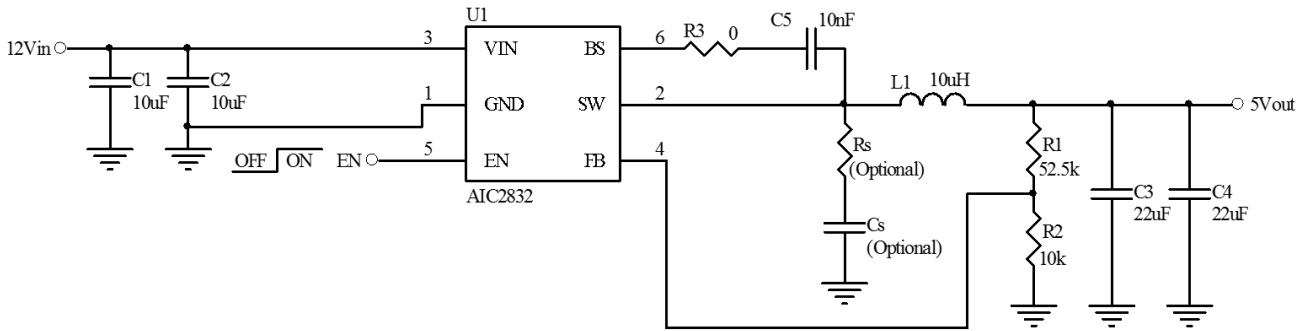 U1
12Vin
3
VIN
BS
6
R3
0
C5
10nF
C1
10uF
C2
10uF
1
GND
SW
2
L1
10uH
5Vout
OFF
ON
EN
5
EN
FB
4
AIC2832
Rs
(Optional)
Cs
(Optional)
R1
52.5k
R2
10k
C3
22uF
C4
22uF